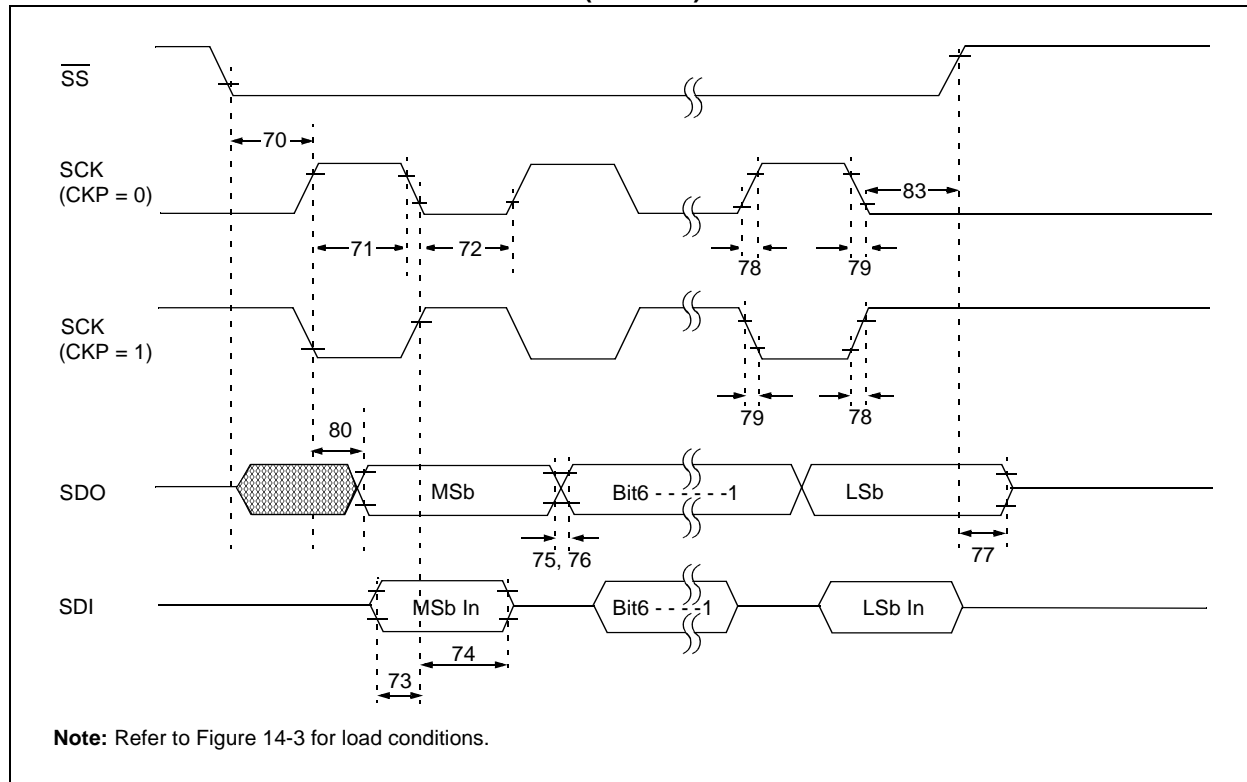 SS
70
SCK
(CKP = 0)
83
71
72
78
79
SCK
(CKP = 1)
79
78
80
SDO
MSb
Bit6 - - - - - -1
LSb
75, 76
77
SDI
MSb In
Bit6 - - - -1
LSb In
74
73
Note: Refer to Figure 14-3 for load conditions.